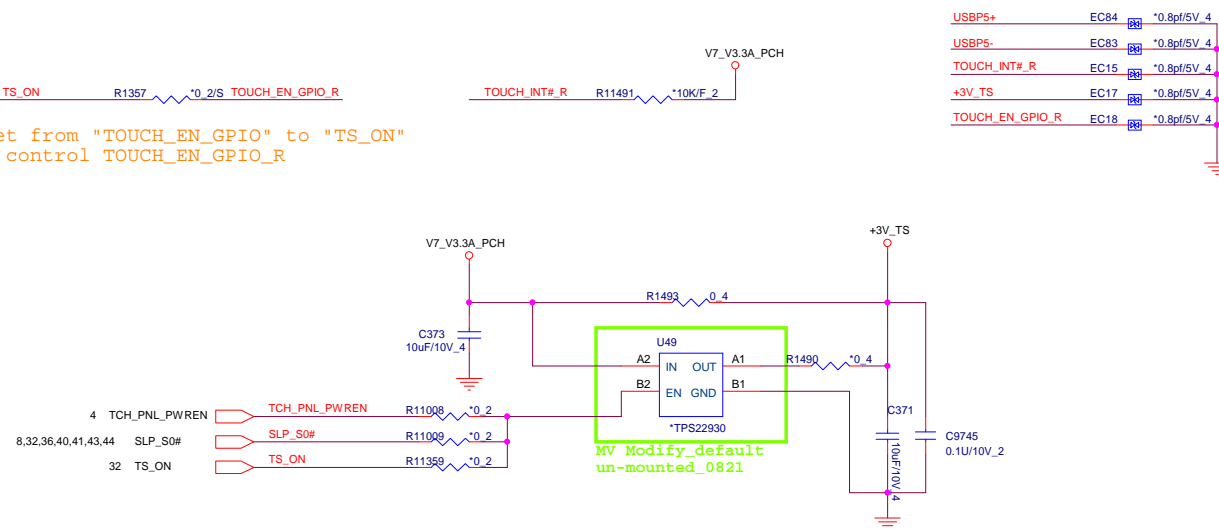 USBP5+ EC84 *0.8pf/5V_4
USBP5- EC83 *0.8pf/5V_4
TOUCH_INT#_R EC15 *0.8pf/5V_4
+3V_TS EC17 *0.8pf/5V_4
TOUCH_EN_GPIO_R EC18 *0.8pf/5V_4
V7_V3.3A_PCH
TS_ON R1357 *0_2/S TOUCH_EN_GPIO_R
TOUCH_INT#_R R11491 *10K/F_2
et from "TOUCH_EN_GPIO" to "TS_ON"
control TOUCH_EN_GPIO_R
+3V_TS
V7_V3.3A_PCH
R1493 0_4
C373
10uF/10V_4
U49
A2 IN OUT A1
R1490 *0_4
B2 EN GND B1
*TPS22930
MV Modify_default
un-mounted_0821
4 TCH_PNL_PWREN TCH_PNL_PWREN R11008 *0_2
8,32,36,40,41,43,44 SLP_S0# SLP_S0# R11009 *0_2
32 TS_ON TS_ON R11359 *0_2
C371
10uF/10V_4
C9745
0.1U/10V_2